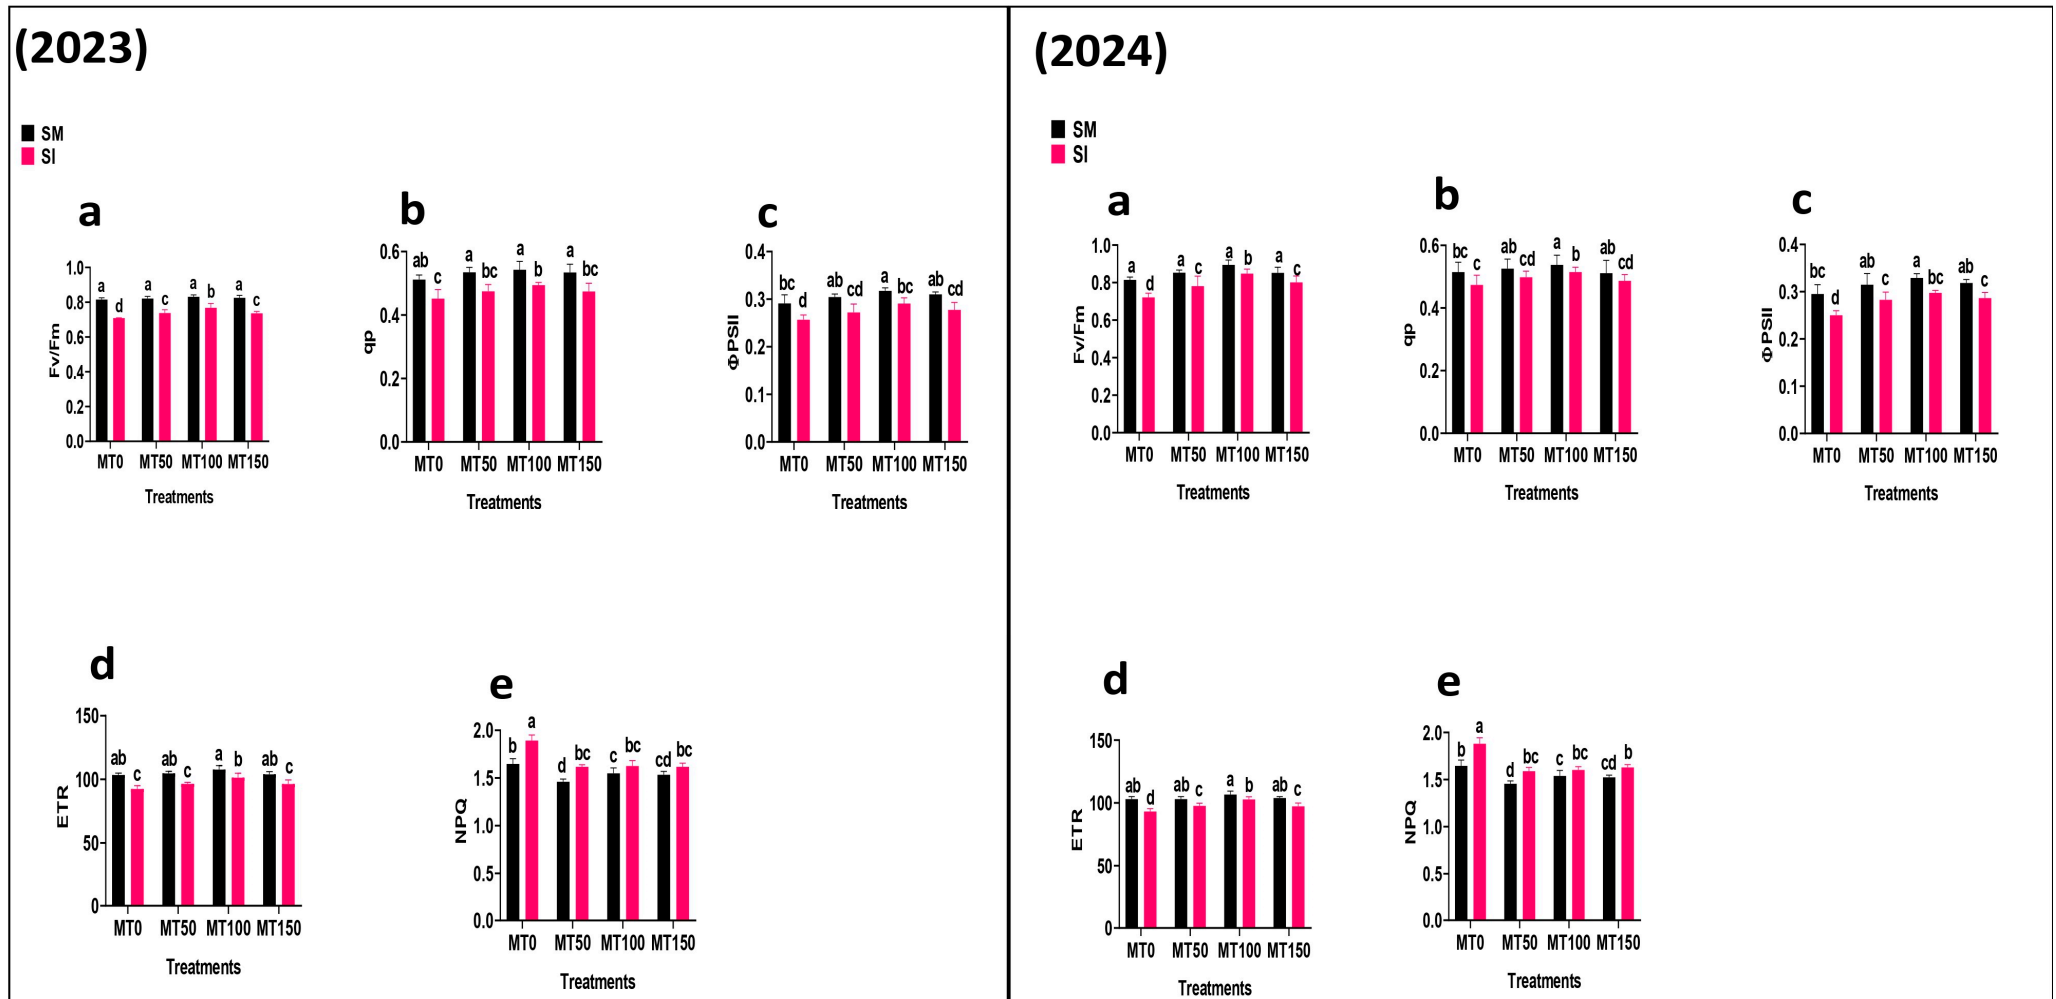 (2023)
SM
SI
a
Fv/Fm
1.0
0.8
0.6
0.4
0.2
0.0
a d a c a b a c
MT0 MT50 MT100 MT150
Treatments
b
qp
0.6
0.4
0.2
0.0
ab c a bc a b a bc
MT0 MT50 MT100 MT150
Treatments
c
ΦPSII
0.4
0.3
0.2
0.1
0.0
bc d ab cd a bc ab cd
MT0 MT50 MT100 MT150
Treatments
d
ETR
150
100
50
0
ab c ab c a b ab c
MT0 MT50 MT100 MT150
Treatments
e
NPQ
2.0
1.5
1.0
0.5
0.0
b a d bc c bc cd bc
MT0 MT50 MT100 MT150
Treatments
(2024)
SM
SI
a
Fv/Fm
1.0
0.8
0.6
0.4
0.2
0.0
a d a c a b a c
MT0 MT50 MT100 MT150
Treatments
b
qp
0.6
0.4
0.2
0.0
bc c ab cd a b ab cd
MT0 MT50 MT100 MT150
Treatments
c
ΦPSII
0.4
0.3
0.2
0.1
0.0
bc d ab c a bc ab c
MT0 MT50 MT100 MT150
Treatments
d
ETR
150
100
50
0
ab d ab c a b ab c
MT0 MT50 MT100 MT150
Treatments
e
NPQ
2.0
1.5
1.0
0.5
0.0
b a d bc c bc cd b
MT0 MT50 MT100 MT150
Treatments